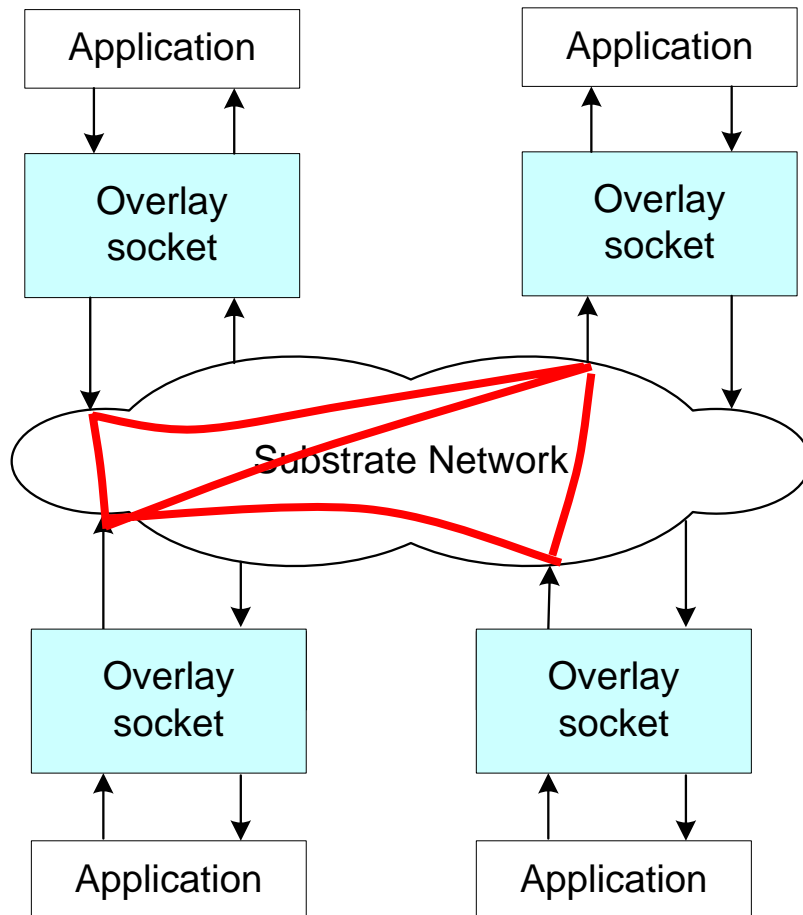 Application
Application
Overlay
socket
Overlay
socket
Substrate Network
Overlay
socket
Overlay
socket
Application
Application